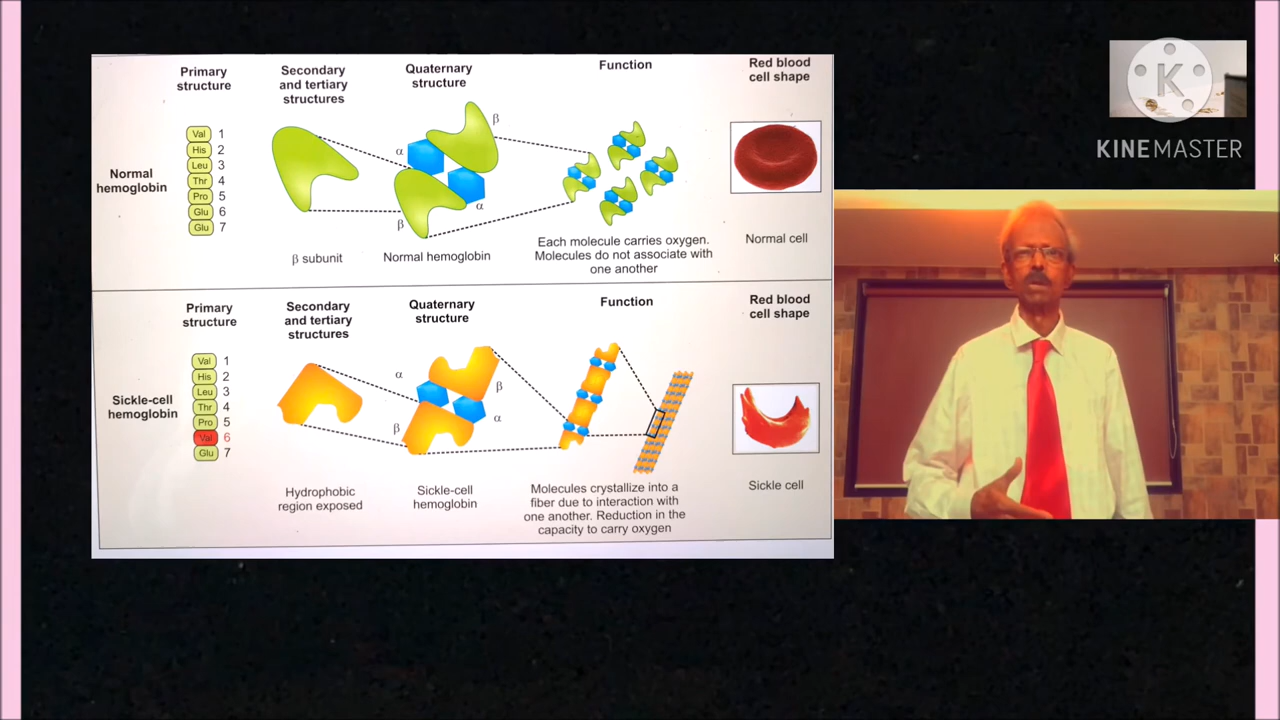 Primary
structure
Secondary
and tertiary
structures
Quaternary
structure
Function
Red blood
cell shape
Normal
hemoglobin
Val 1
His 2
Leu 3
Thr 4
Pro 5
Glu 6
Glu 7
α
β
β
α
β subunit
Normal hemoglobin
Each molecule carries oxygen.
Molecules do not associate with
one another
Normal cell
Primary
structure
Secondary
and tertiary
structures
Quaternary
structure
Function
Red blood
cell shape
Sickle-cell
hemoglobin
Val 1
His 2
Leu 3
Thr 4
Pro 5
Val 6
Glu 7
α
β
β
α
Hydrophobic
region exposed
Sickle-cell
hemoglobin
Molecules crystallize into a
fiber due to interaction with
one another. Reduction in the
capacity to carry oxygen
Sickle cell
K
KINEMASTER
K